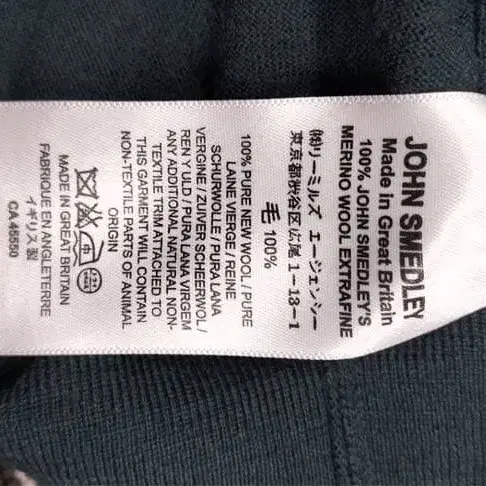 JOHN SMEDLEY
Made in Great Britain
100% JOHN SMEDLEY'S
MERINO WOOL EXTRAFINE
㈱リーミルズ エージェンシー
東京都渋谷区広尾1-13-1
毛 100%
100% PURE NEW WOOL / PURE
LAINE VIERGE / REINE
SCHURWOLLE / PURA LANA
VERGINE / ZUIVER SCHEERWOL /
REN Y ULD / PURA LANA VIRGEM
ANY ADDITIONAL NATURAL NON-
TEXTILE TRIM ATTACHED TO
THIS GARMENT WILL CONTAIN
NON-TEXTILE PARTS OF ANIMAL
ORIGIN
MADE IN GREAT BRITAIN
FABRIQUE EN ANGLETERRE
イギリス製
CA 45550